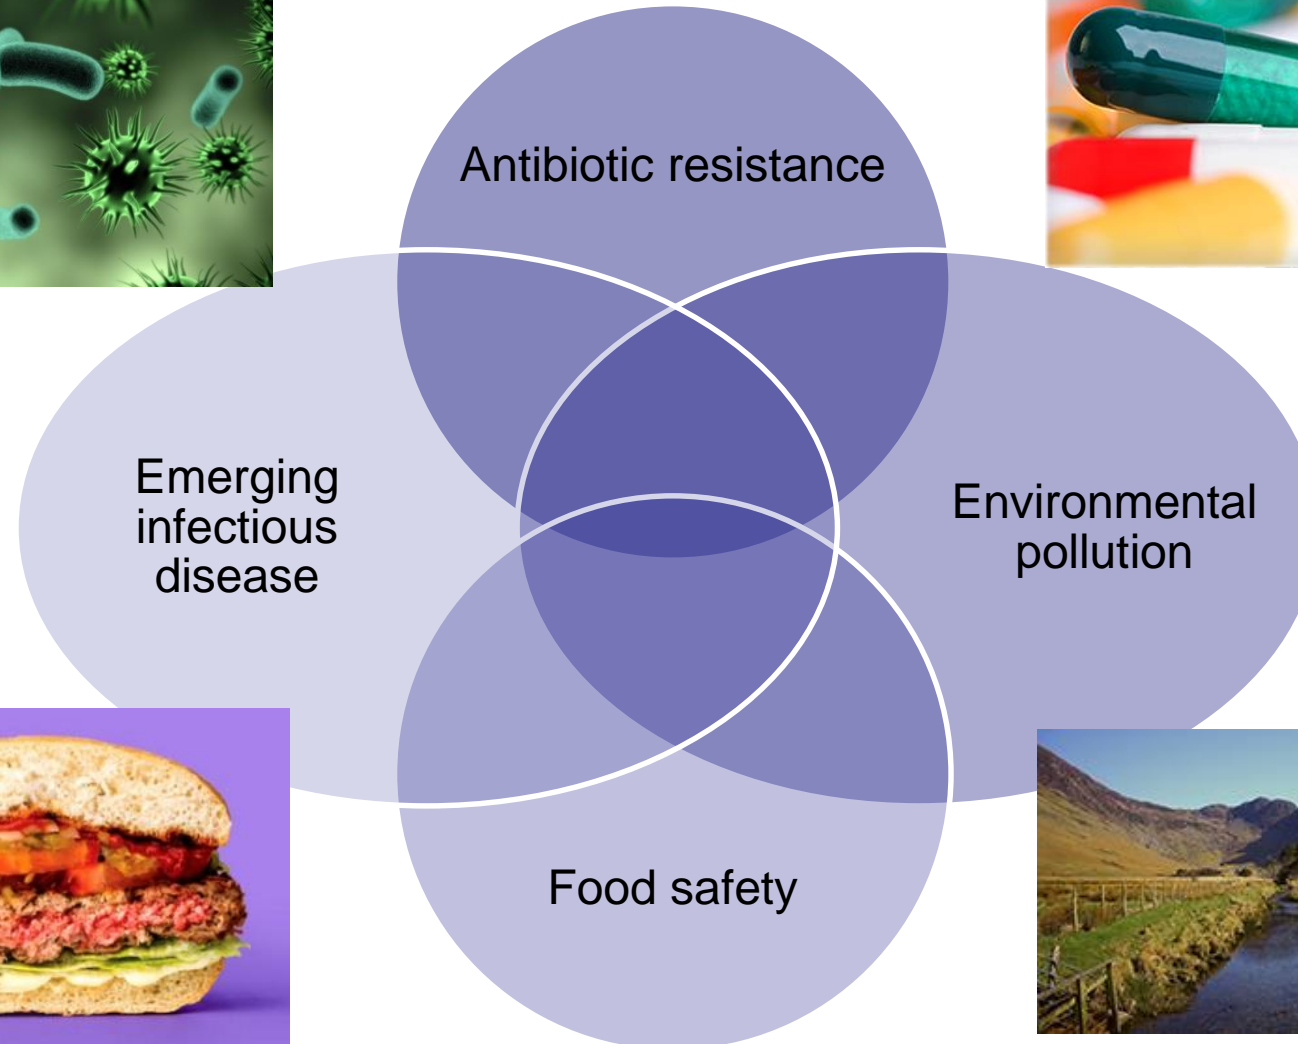 Antibiotic resistance
Emerging
infectious
disease
Environmental
pollution
Food safety